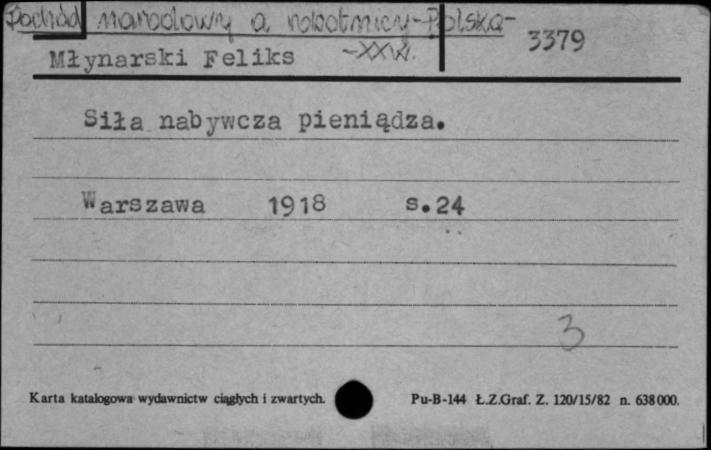 Dochód narodowy a robotnicy-Polska-
-XXw.
3379
Młynarski Feliks
Siła nabywcza pieniądza.
Warszawa 1918 s.24
3
Karta katalogowa wydawnictw ciągłych i zwartych.
Pu-B-144 Ł.Z.Graf. Z. 120/15/82 n. 638000.